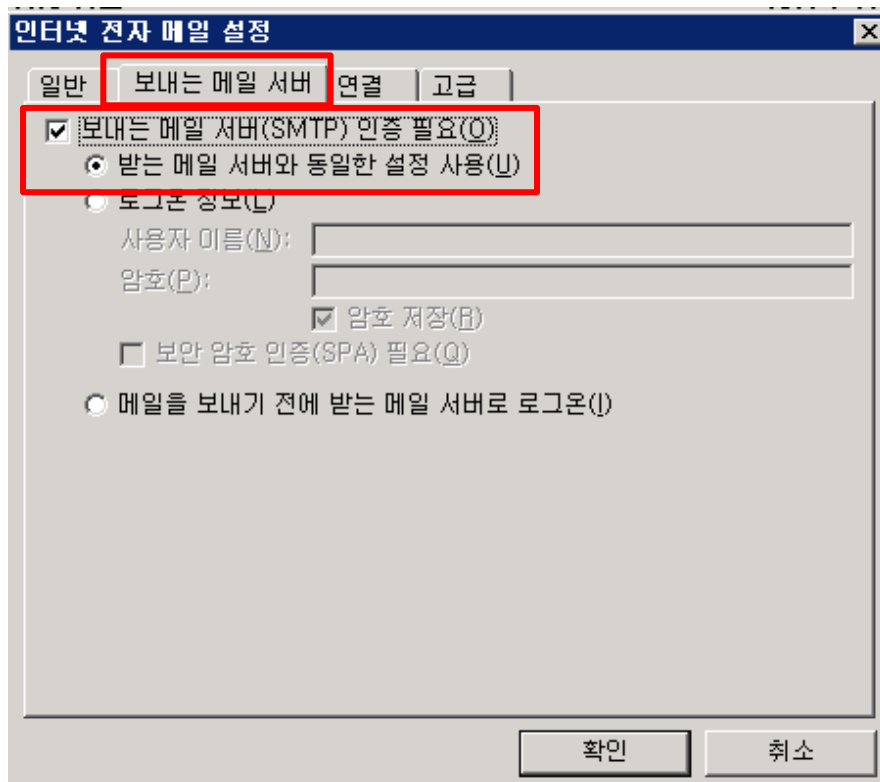 인터넷 전자 메일 설정
일반 보내는 메일 서버 연결 고급
보내는 메일 서버(SMTP) 인증 필요(O)
받는 메일 서버와 동일한 설정 사용(U)
로그온 정보(L)
사용자 이름(N):
암호(P):
암호 저장(R)
보안 암호 인증(SPA) 필요(Q)
메일을 보내기 전에 받는 메일 서버로 로그온(I)
확인 취소